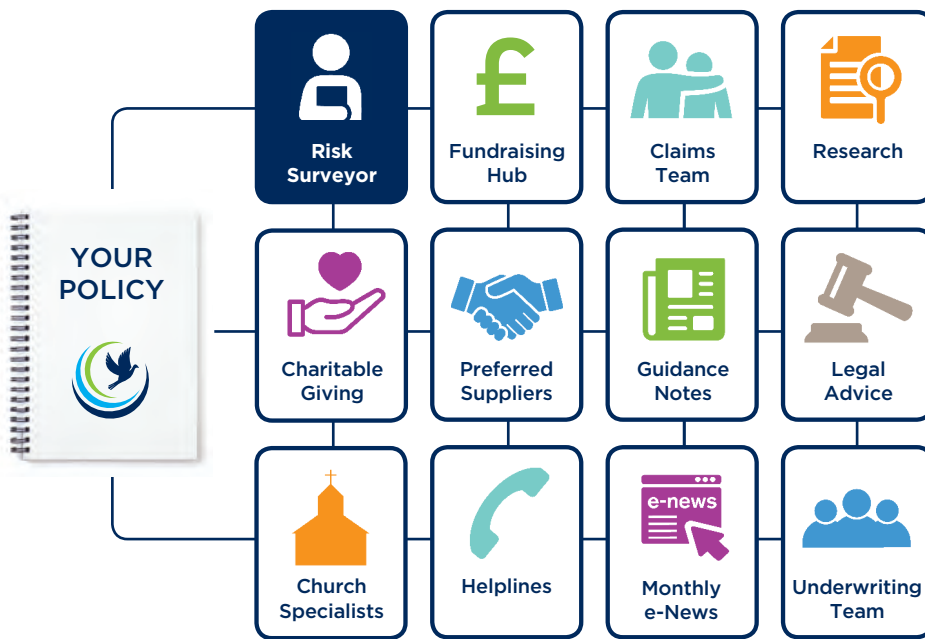 YOUR
POLICY
Risk
Surveyor
£
Fundraising
Hub
Claims
Team
Research
Charitable
Giving
Preferred
Suppliers
Guidance
Notes
Legal
Advice
Church
Specialists
Helplines
e-news
Monthly
e-News
Underwriting
Team